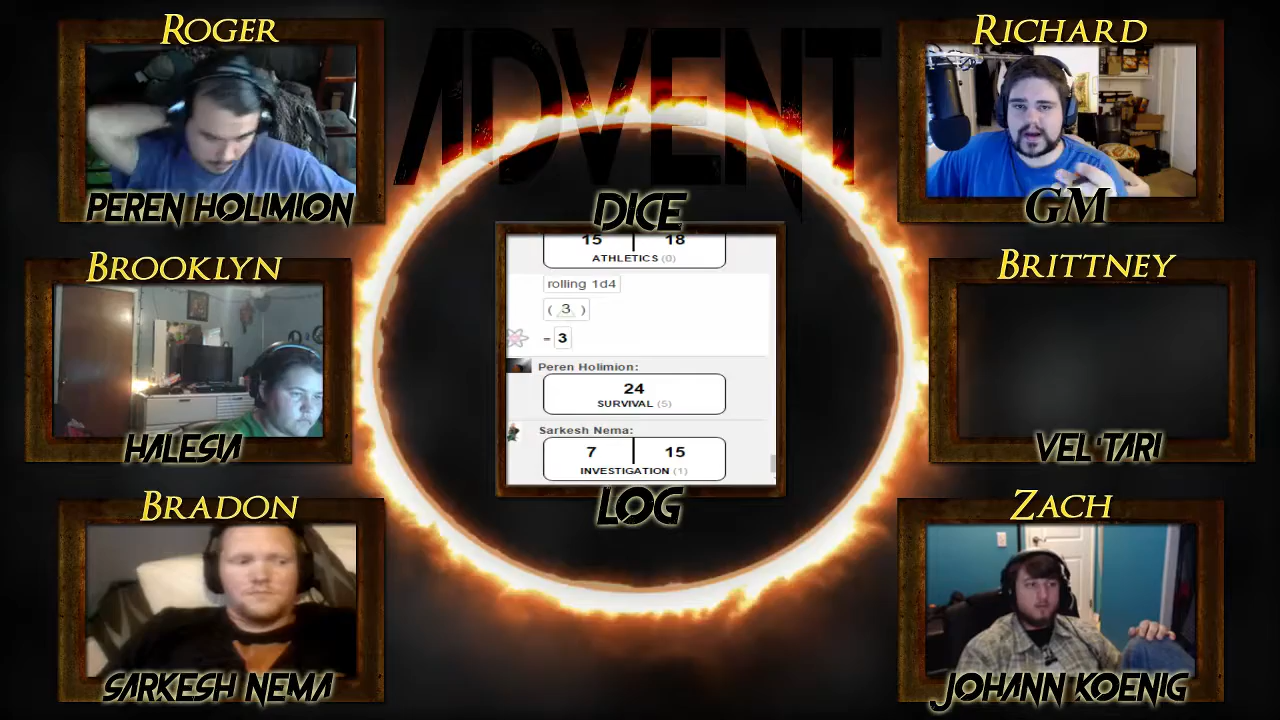 ADVENT
Roger
Peren Holimion
Richard
GM
Brooklyn
Halesia
Brittney
Vel'Tari
Bradon
Sarkesh Nema
Zach
Johann Koenig
DICE
15 18
ATHLETICS (0)
rolling 1d4
( 3 )
= 3
Peren Holimion:
24
SURVIVAL (5)
Sarkesh Nema:
7 15
INVESTIGATION (1)
LOG